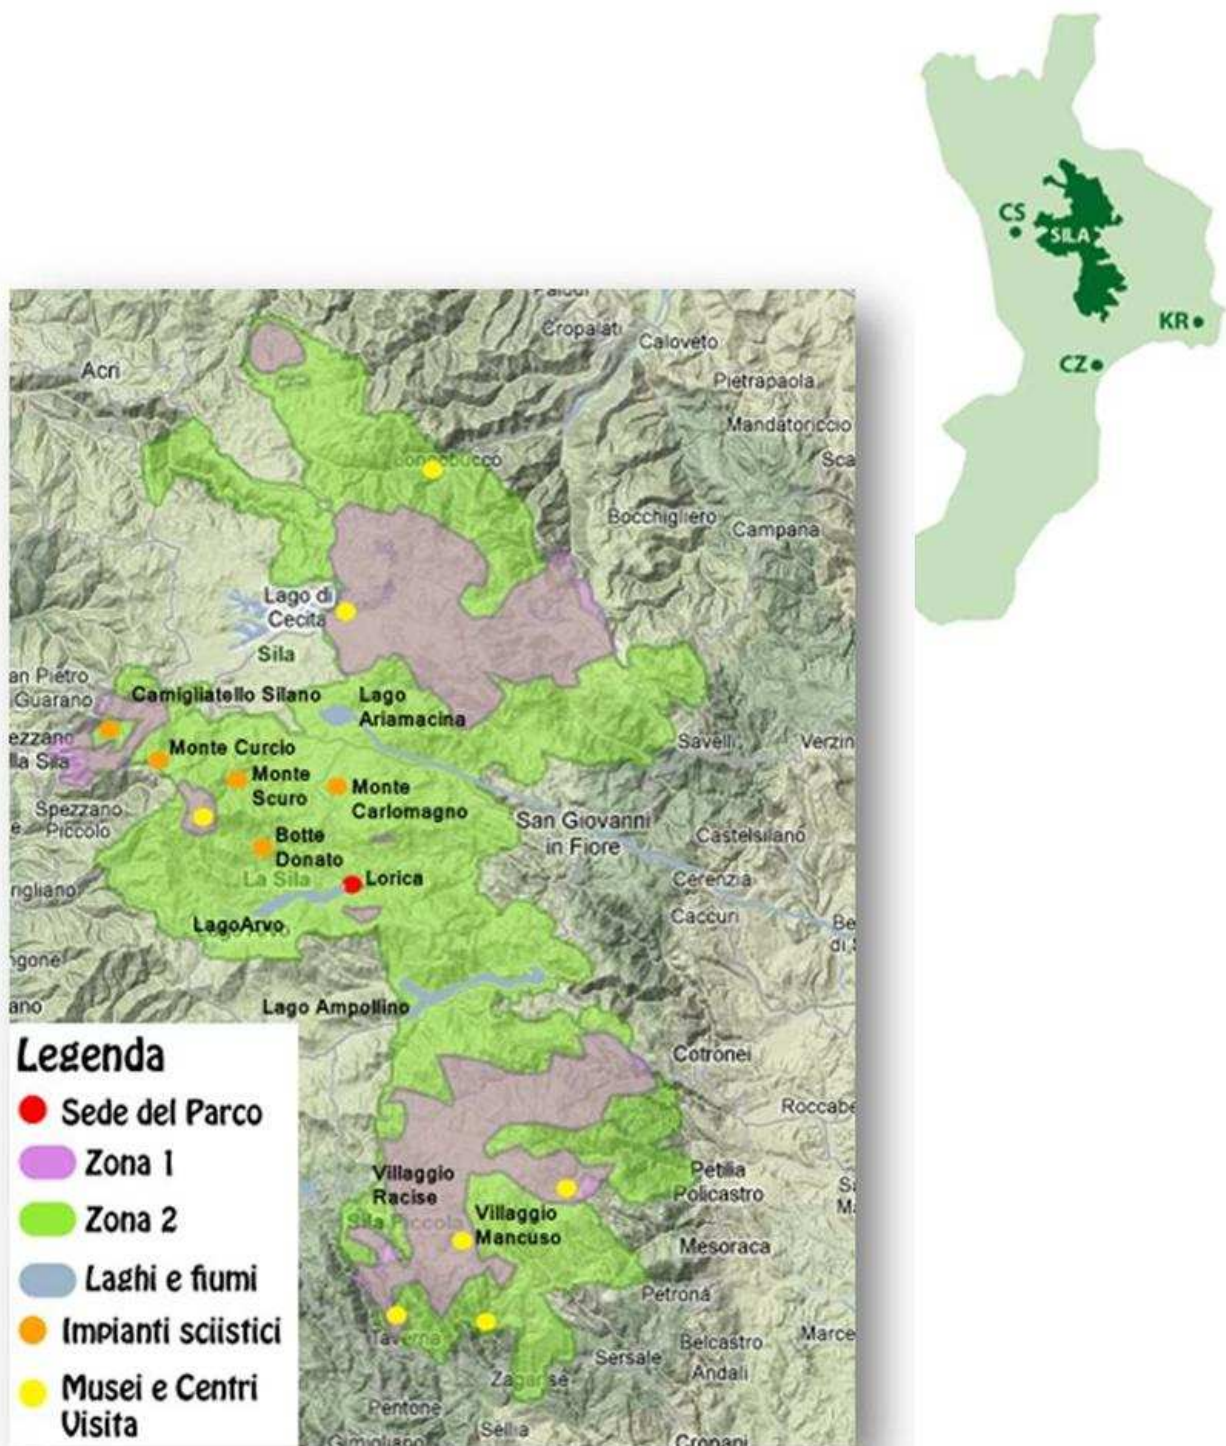 CS
SILA
KR
CZ
Cropalati
Caloveto
Acri
Pietrapaola
Mandatoriccio
Bocchigliero
Campana
Lago di
Cecita
Sila
Camigliatello Silano
Lago
Ariamacina
Savelli
Monte Curcio
Monte
Scuro
Monte
Carlomagno
Spezzano
Piccolo
San Giovanni
in Fiore
Castelsilano
Botte
Donato
La Sila
Lorica
Cerenzia
Caccuri
LagoArvo
Lago Ampollino
Cotronei
Villaggio
Racise
Petilia
Policastro
Sila Piccola
Villaggio
Mancuso
Mesoraca
Petrona
Taverna
Belcastro
Sersale
Andali
Pentone
Sellia
Legenda
Sede del Parco
Zona 1
Zona 2
Laghi e fiumi
Impianti sciistici
Musei e Centri
Visita